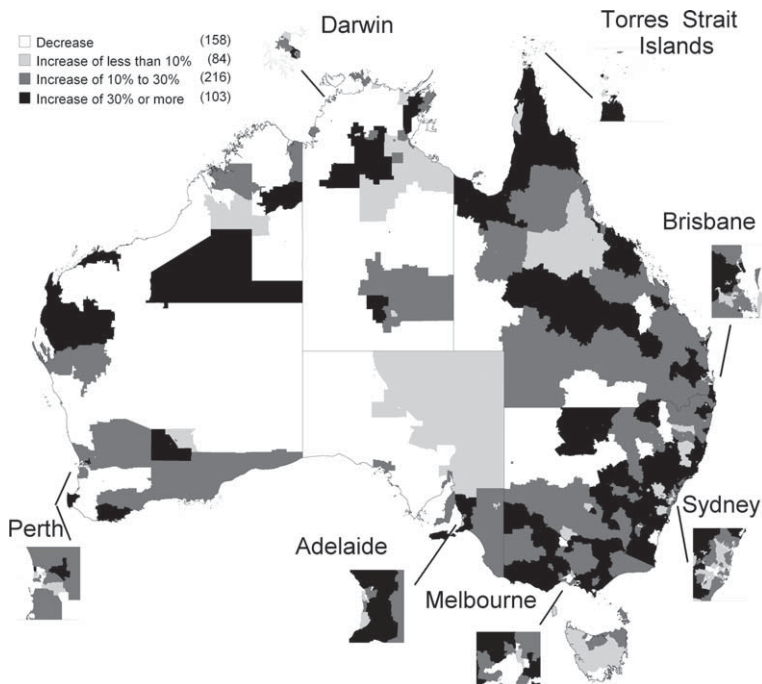 Darwin
Torres Strait
Islands
Decrease (158)
Increase of less than 10% (84)
Increase of 10% to 30% (216)
Increase of 30% or more (103)
Brisbane
Sydney
Perth
Adelaide
Melbourne